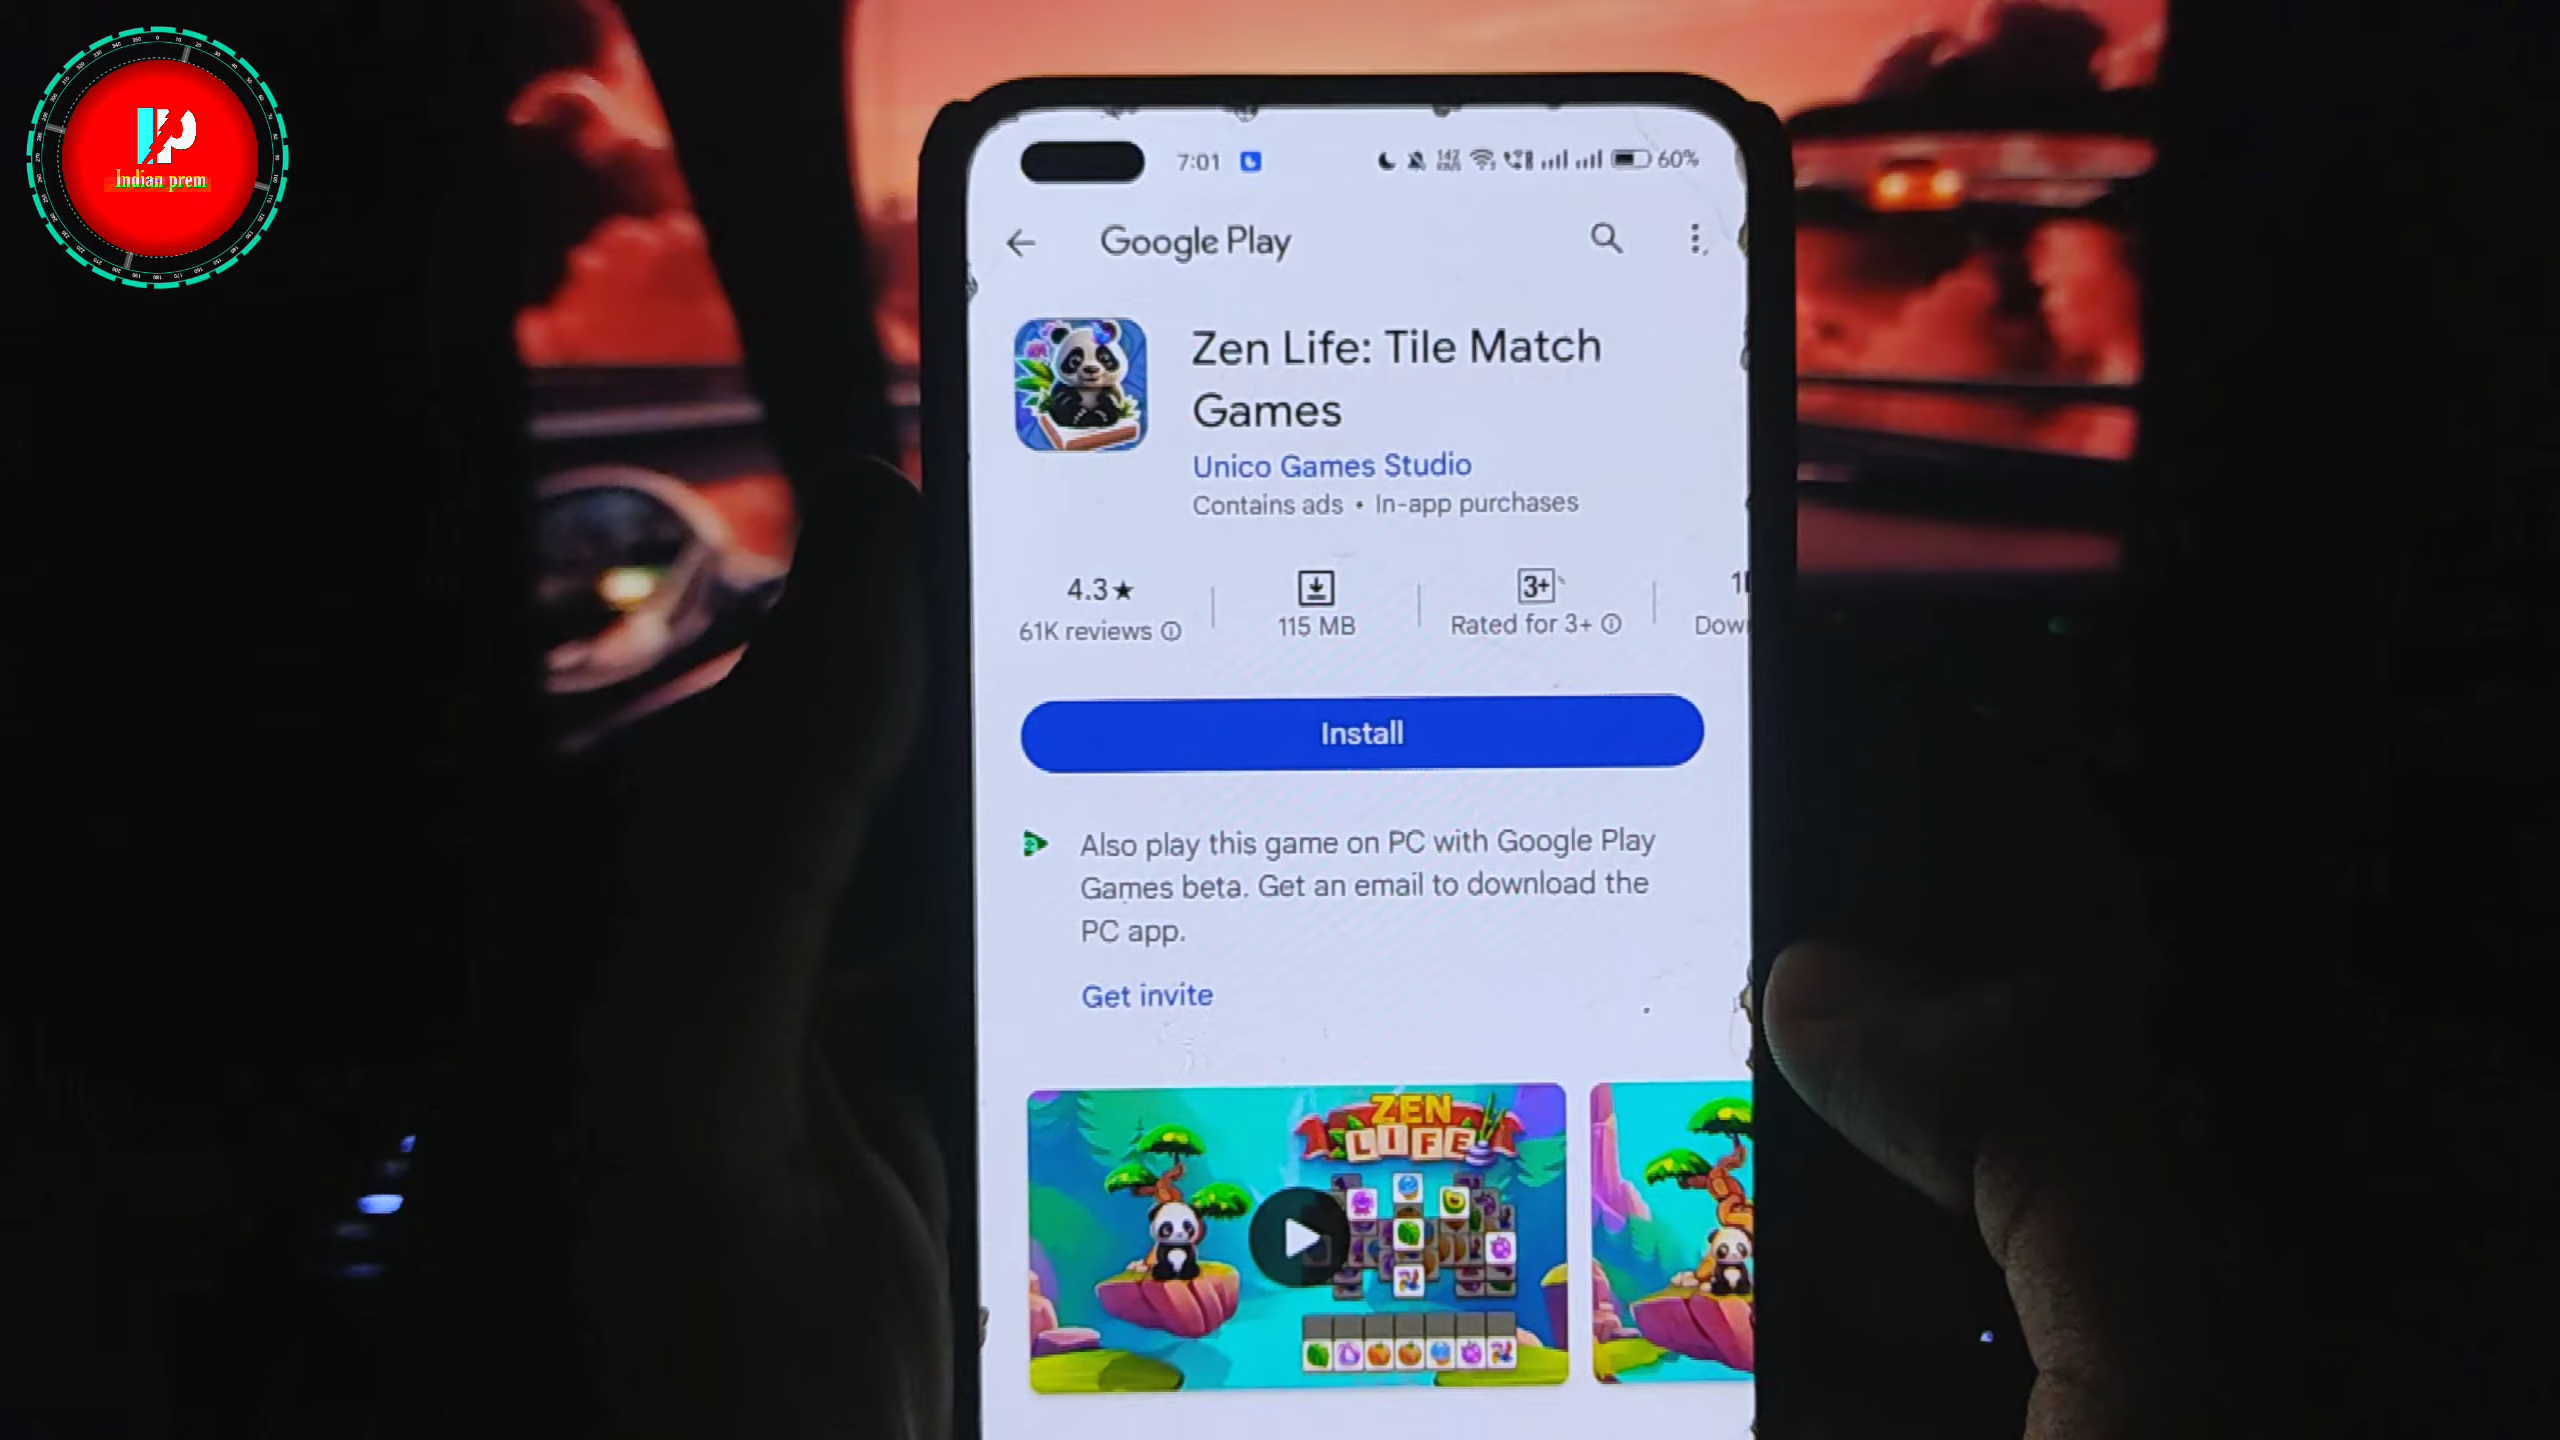 Indian prem
7:01
60%
Google Play
Zen Life: Tile Match
Games
Unico Games Studio
Contains ads • In-app purchases
4.3★
61K reviews
115 MB
3+
Rated for 3+
Install
Also play this game on PC with Google Play
Games beta. Get an email to download the
PC app.
Get invite
ZEN
LIFE